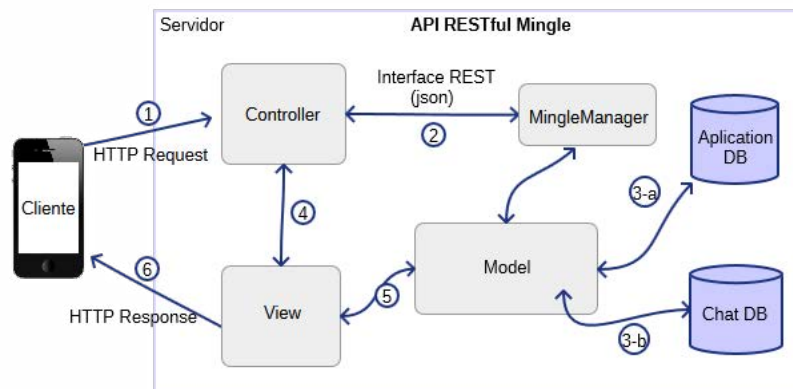 Servidor
API RESTful Mingle
Interface REST
(json)
1
Controller
2
MingleManager
Aplication
DB
HTTP Request
Cliente
4
3-a
6
View
5
Model
HTTP Response
3-b
Chat DB